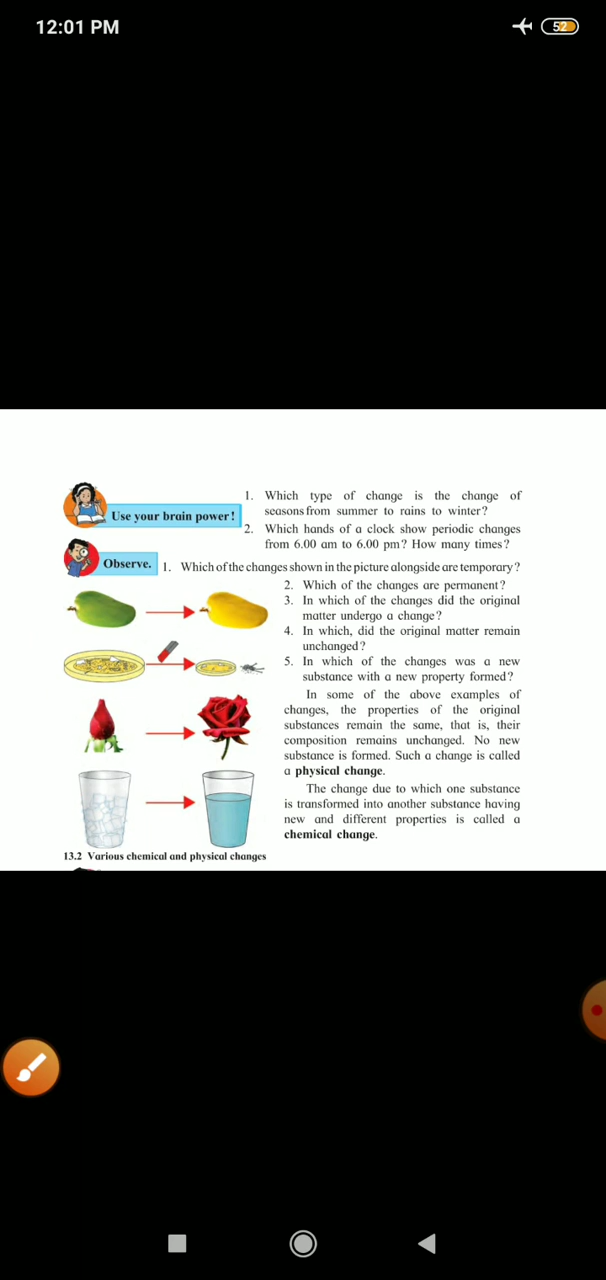 12:01 PM
52
Use your brain power!
1. Which type of change is the change of
seasons from summer to rains to winter?
2. Which hands of a clock show periodic changes
from 6.00 am to 6.00 pm? How many times?
Observe.
1. Which of the changes shown in the picture alongside are temporary?
2. Which of the changes are permanent?
3. In which of the changes did the original
matter undergo a change?
4. In which, did the original matter remain
unchanged?
5. In which of the changes was a new
substance with a new property formed?
In some of the above examples of
changes, the properties of the original
substances remain the same, that is, their
composition remains unchanged. No new
substance is formed. Such a change is called
a physical change.
The change due to which one substance
is transformed into another substance having
new and different properties is called a
chemical change.
13.2 Various chemical and physical changes